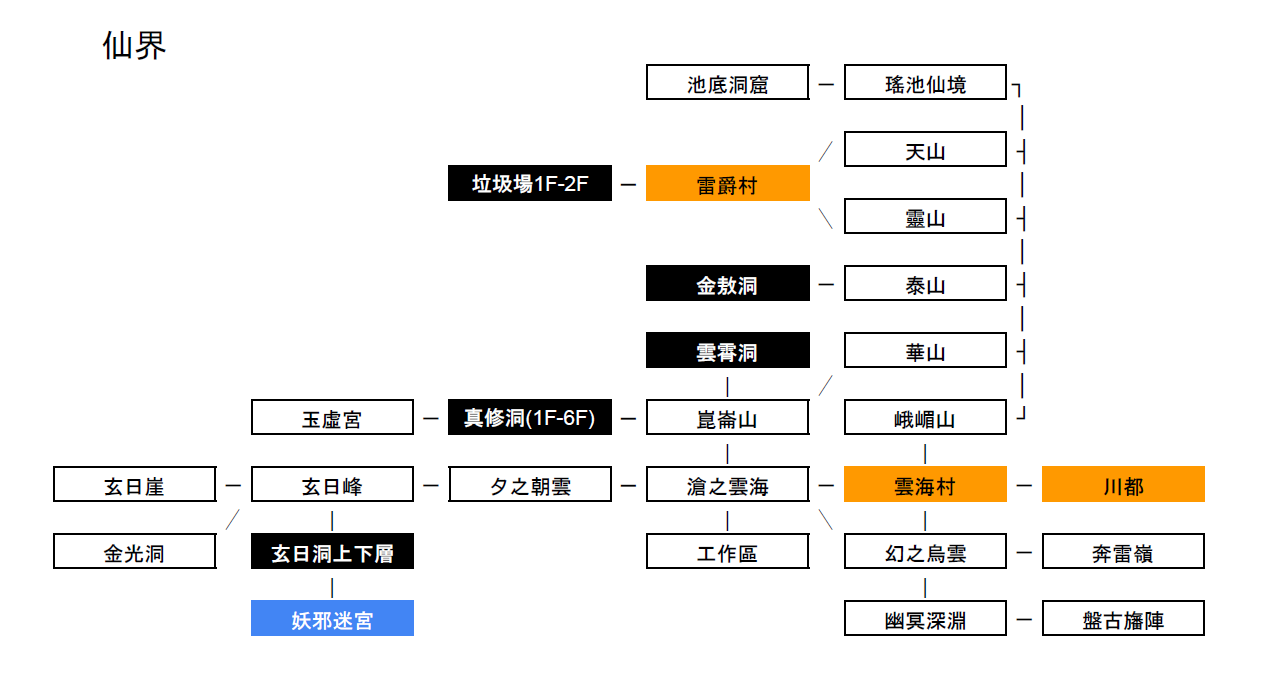 仙界
池底洞窟
瑤池仙境
天山
垃圾場1F-2F
雷爵村
靈山
金敖洞
泰山
雲霄洞
華山
玉虛宮
真修洞(1F-6F)
崑崙山
峨嵋山
玄日崖
玄日峰
夕之朝雲
滄之雲海
雲海村
川都
金光洞
玄日洞上下層
工作區
幻之烏雲
奔雷嶺
妖邪迷宮
幽冥深淵
盤古旛陣